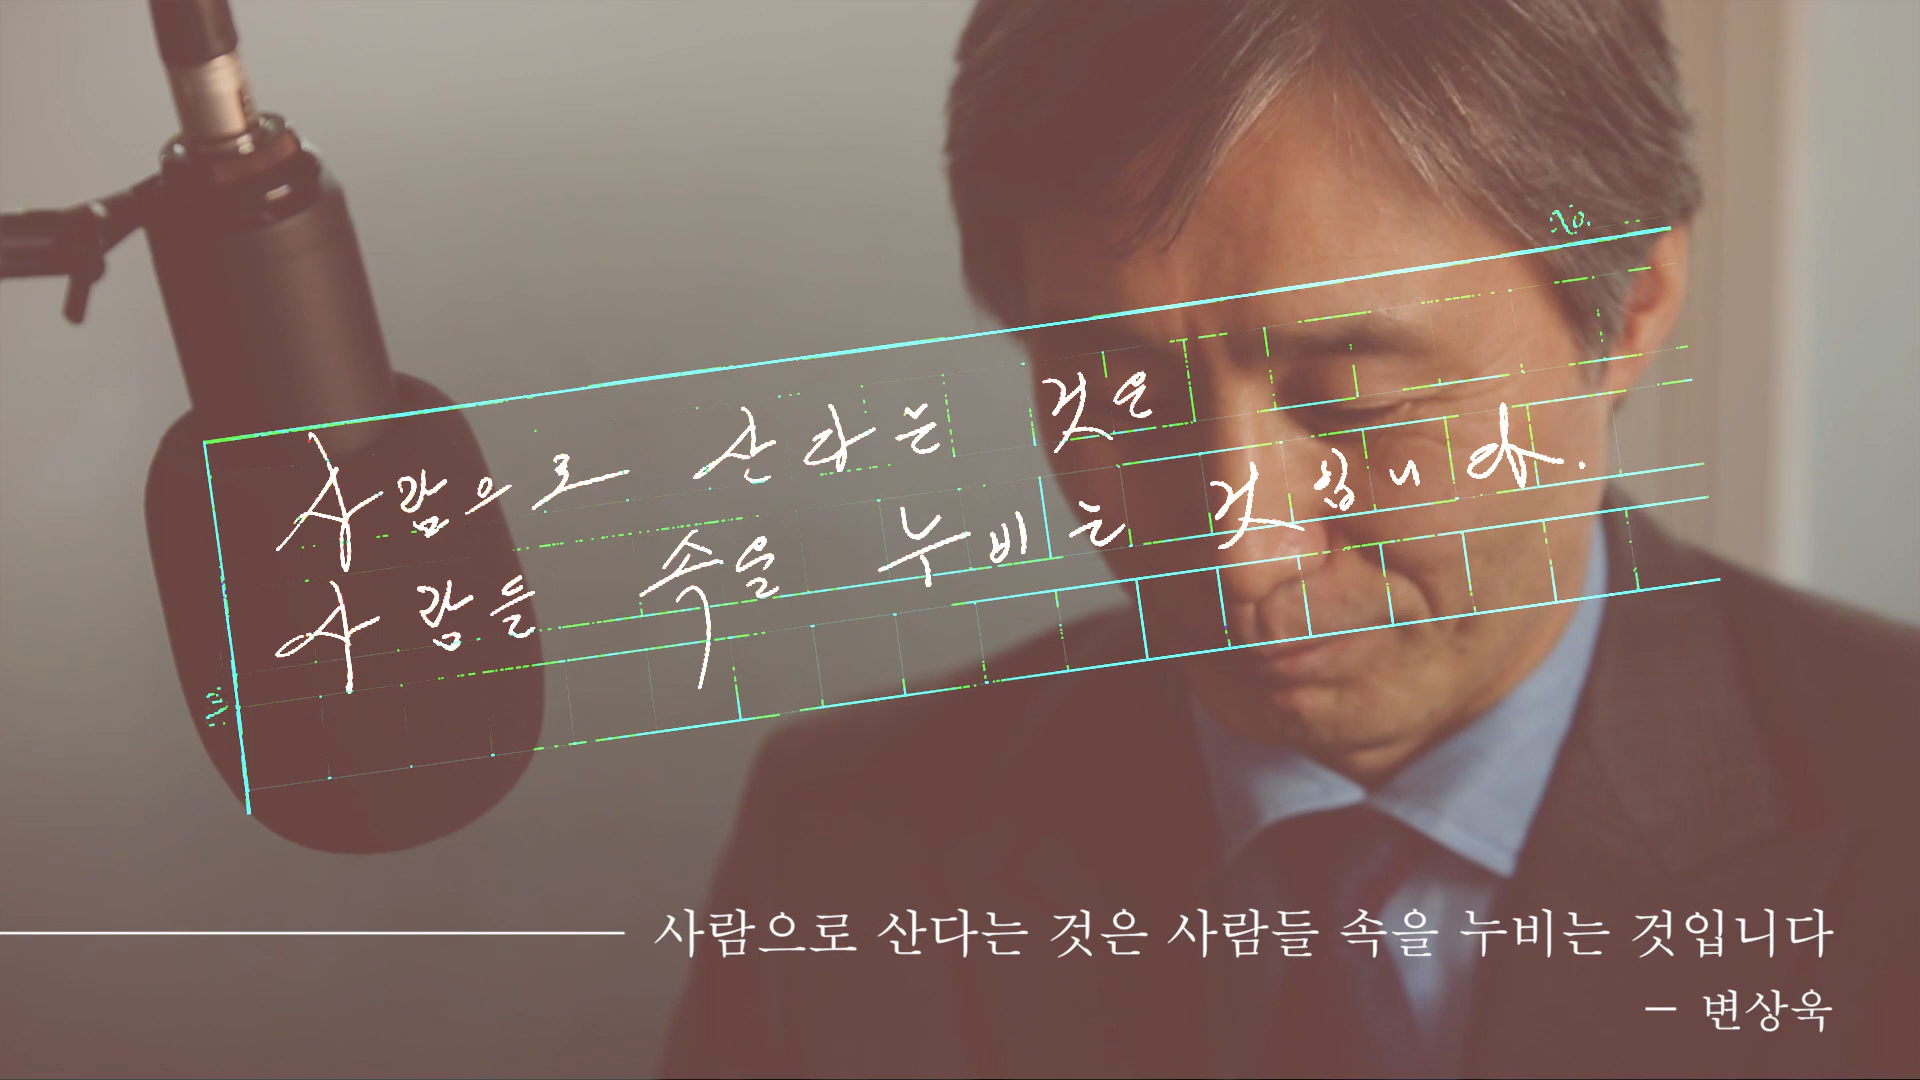 No.
사람으로 산다는 것은
사람들 속을 누비는 것입니다.
No.
사람으로 산다는 것은 사람들 속을 누비는 것입니다
– 변상욱